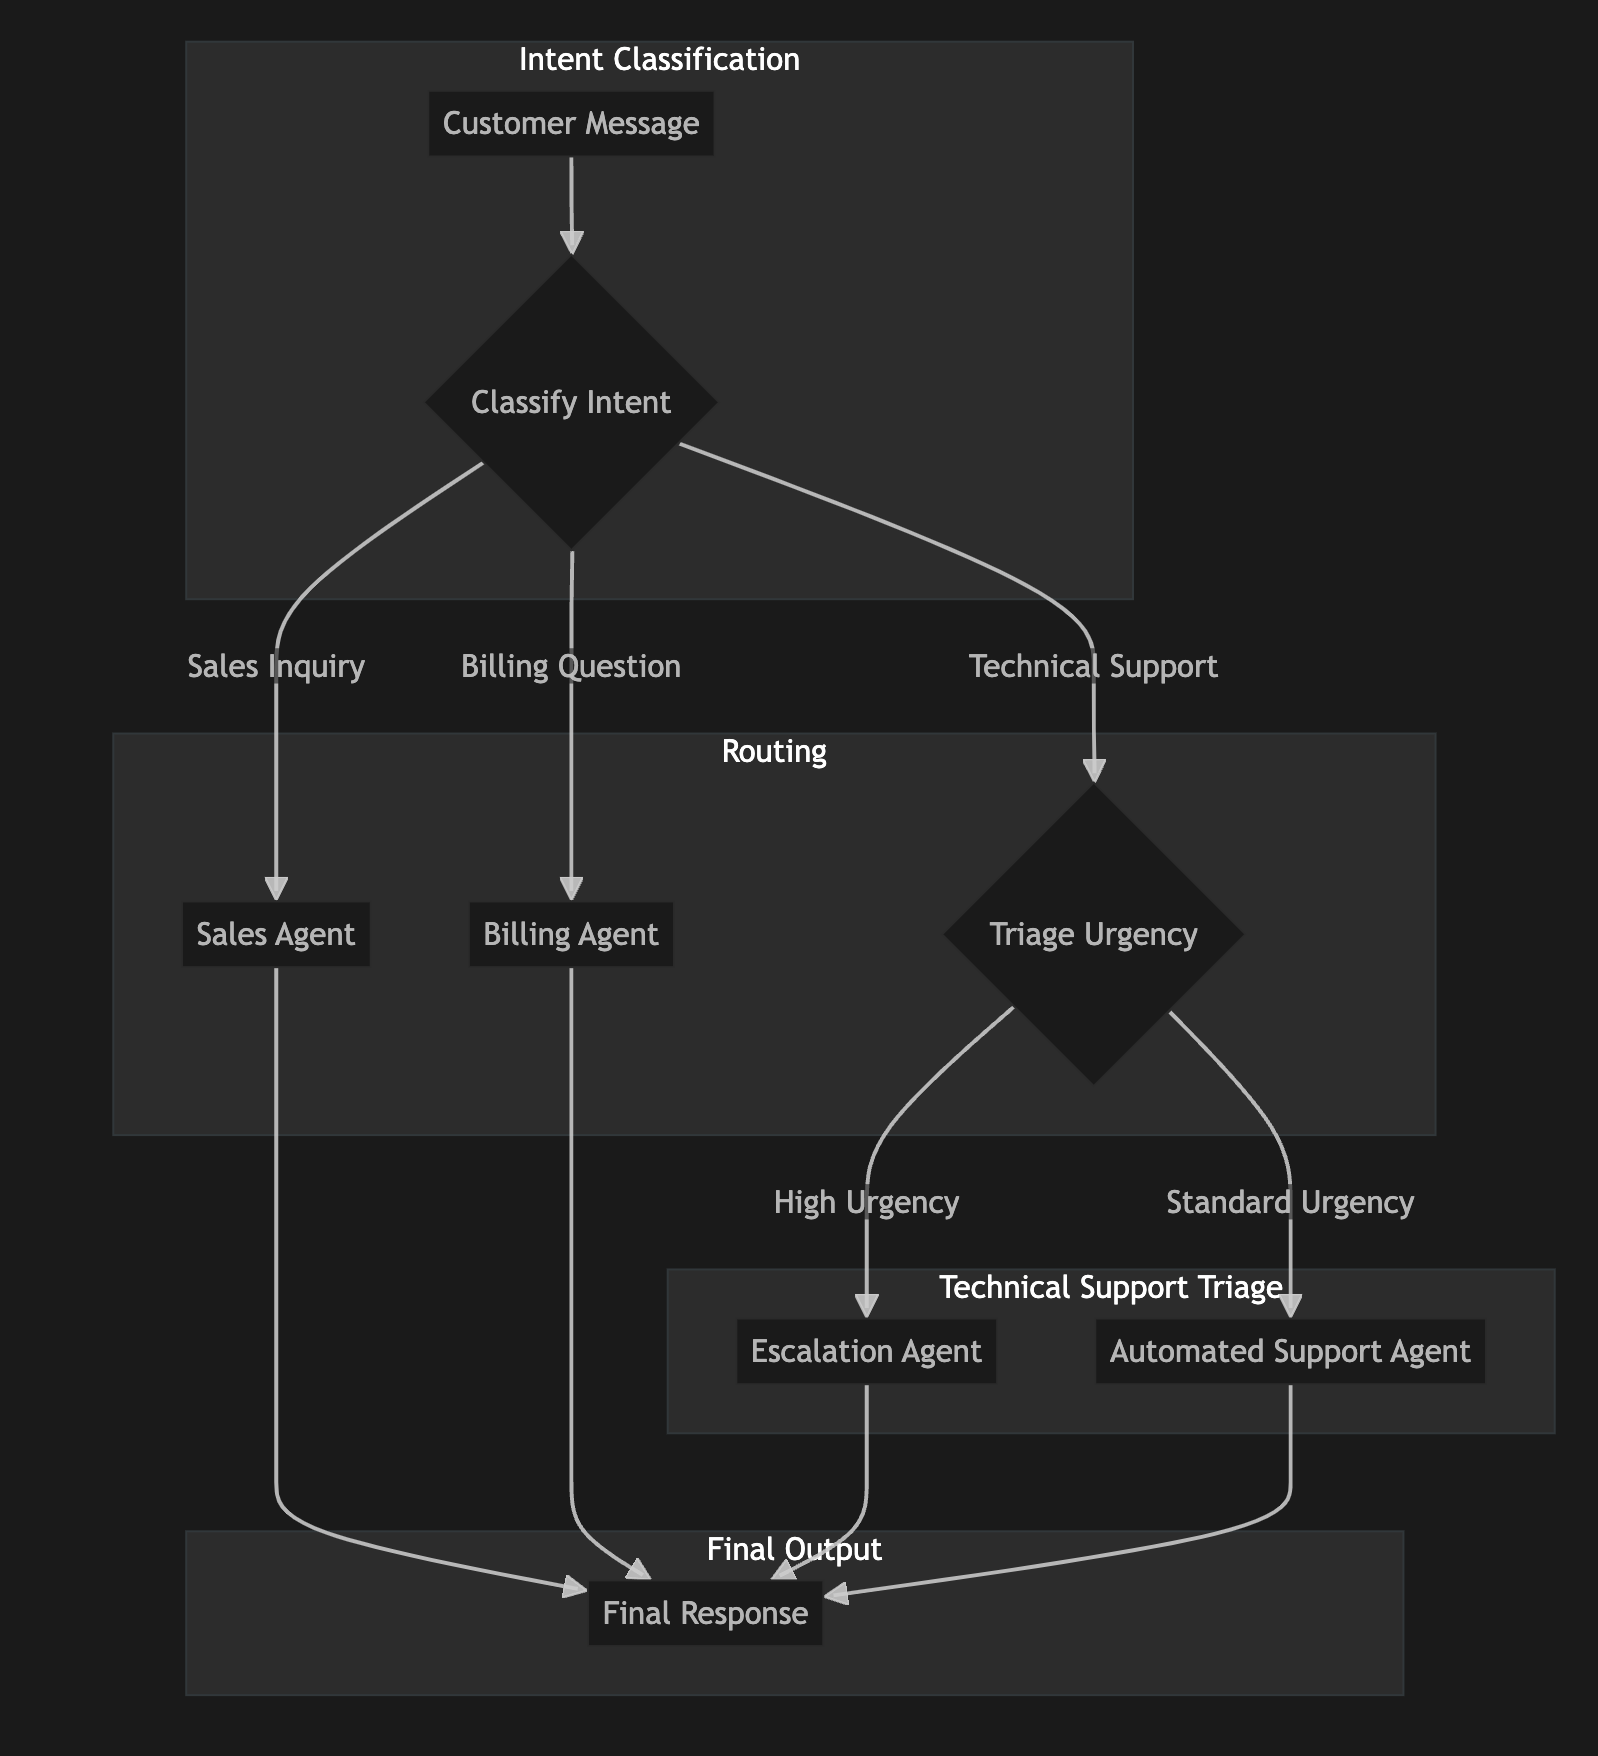 Intent Classification
Customer Message
Classify Intent
Sales Inquiry
Billing Question
Technical Support
Routing
Sales Agent
Billing Agent
Triage Urgency
High Urgency
Standard Urgency
Technical Support Triage
Escalation Agent
Automated Support Agent
Final Output
Final Response